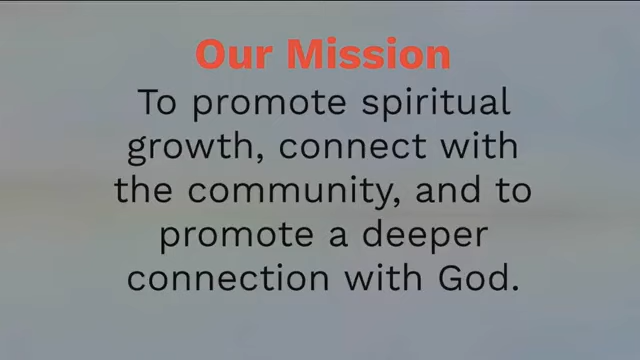 Our Mission
To promote spiritual
growth, connect with
the community, and to
promote a deeper
connection with God.